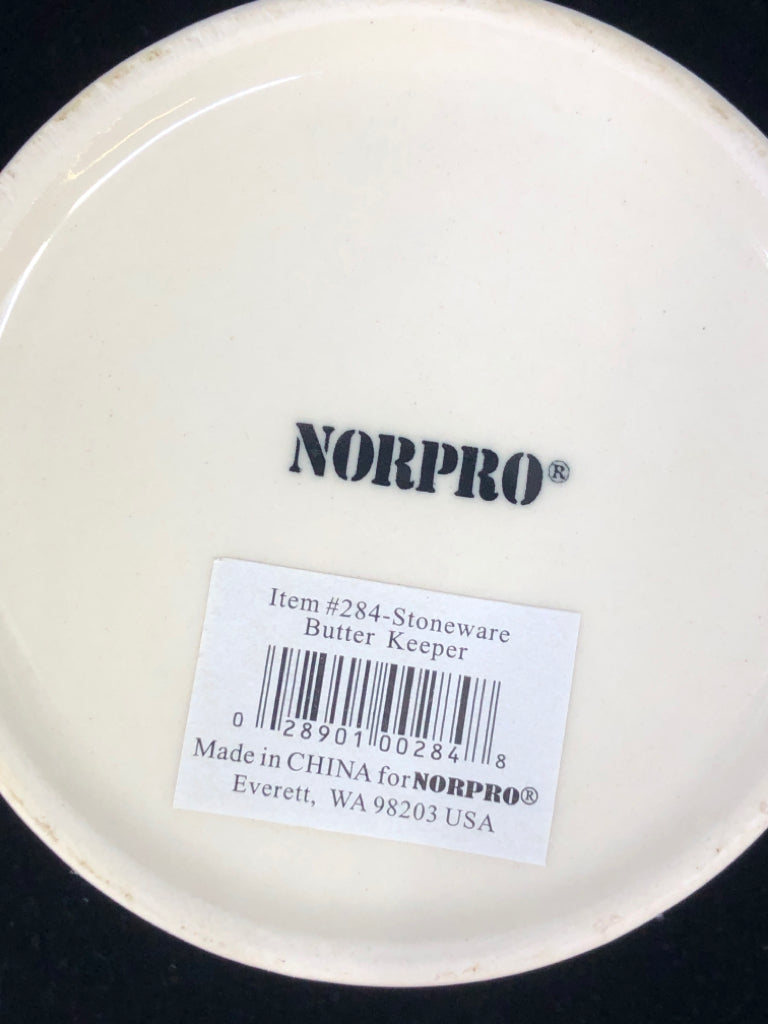 NORPRO®
Item #284-Stoneware
Butter Keeper
0 28901 00284 8
Made in CHINA for NORPRO®
Everett, WA 98203 USA